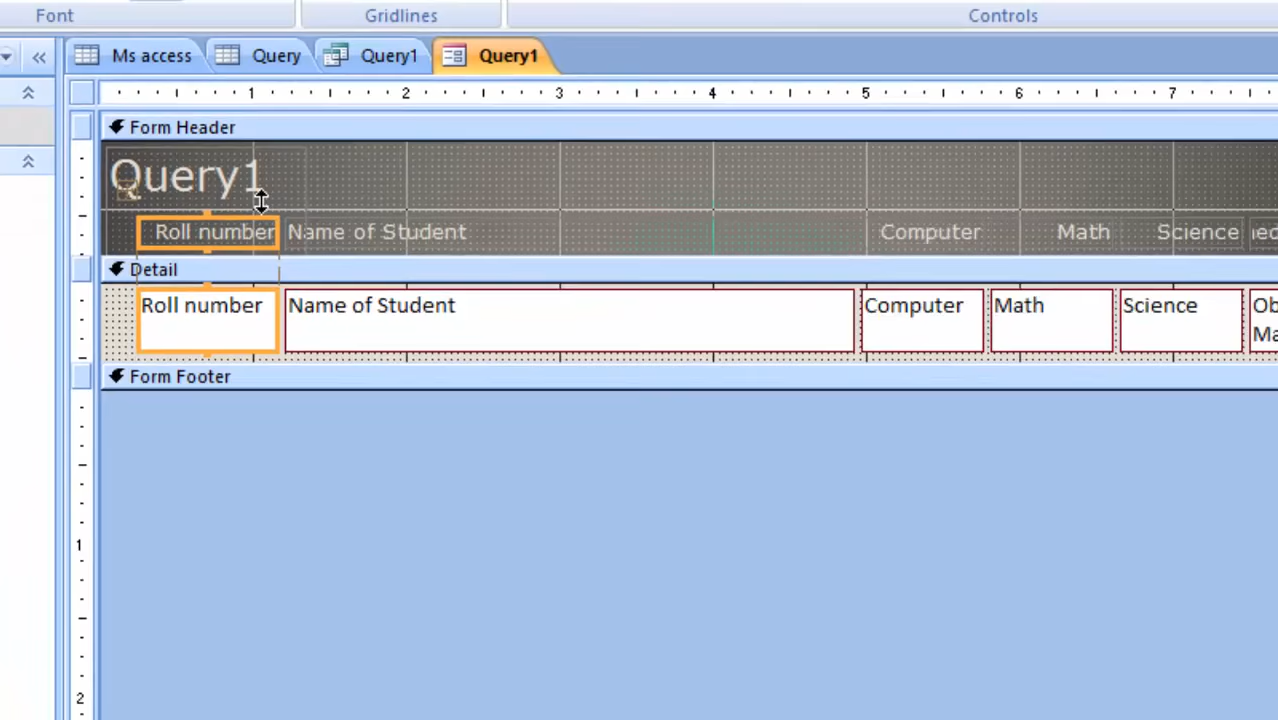 Font Gridlines Controls
Ms access Query Query1 Query1
1 2 3 4 5 6 7
Form Header
Query1
Roll number Name of Student Computer Math Science
Detail
Roll number Name of Student Computer Math Science Ob
Ma
Form Footer
1
2